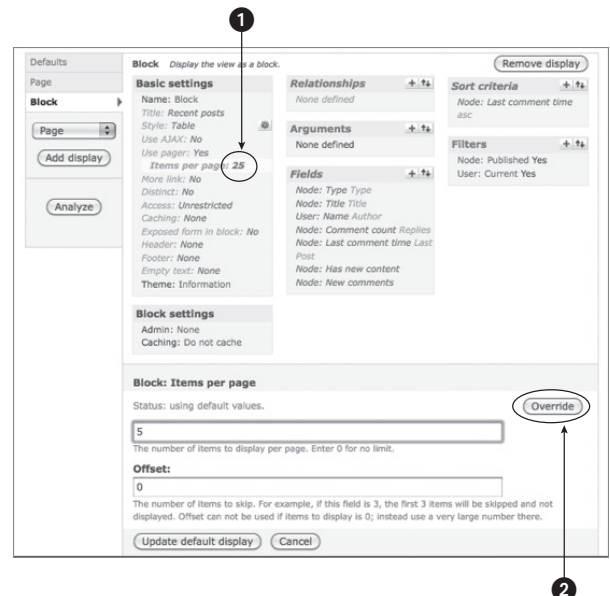 1
Defaults
Page
Block
Page
Add display
Analyze
Block Display the view as a block.
Remove display
Basic settings
Name: Block
Title: Recent posts
Style: Table
Use AJAX: No
Use pager: Yes
Items per page: 25
More link: No
Distinct: No
Access: Unrestricted
Caching: None
Exposed form in block: No
Header: None
Footer: None
Empty text: None
Theme: Information
Block settings
Admin: None
Caching: Do not cache
Relationships
None defined
Arguments
None defined
Fields
Node: Type Type
Node: Title Title
User: Name Author
Node: Comment count Replies
Node: Last comment time Last
Post
Node: Has new content
Node: New comments
Sort criteria
Node: Last comment time
asc
Filters
Node: Published Yes
User: Current Yes
Block: Items per page
Status: using default values.
Override
5
The number of items to display per page. Enter 0 for no limit.
Offset:
0
The number of items to skip. For example, if this field is 3, the first 3 items will be skipped and not
displayed. Offset can not be used if items to display is 0; instead use a very large number there.
Update default display
Cancel
2